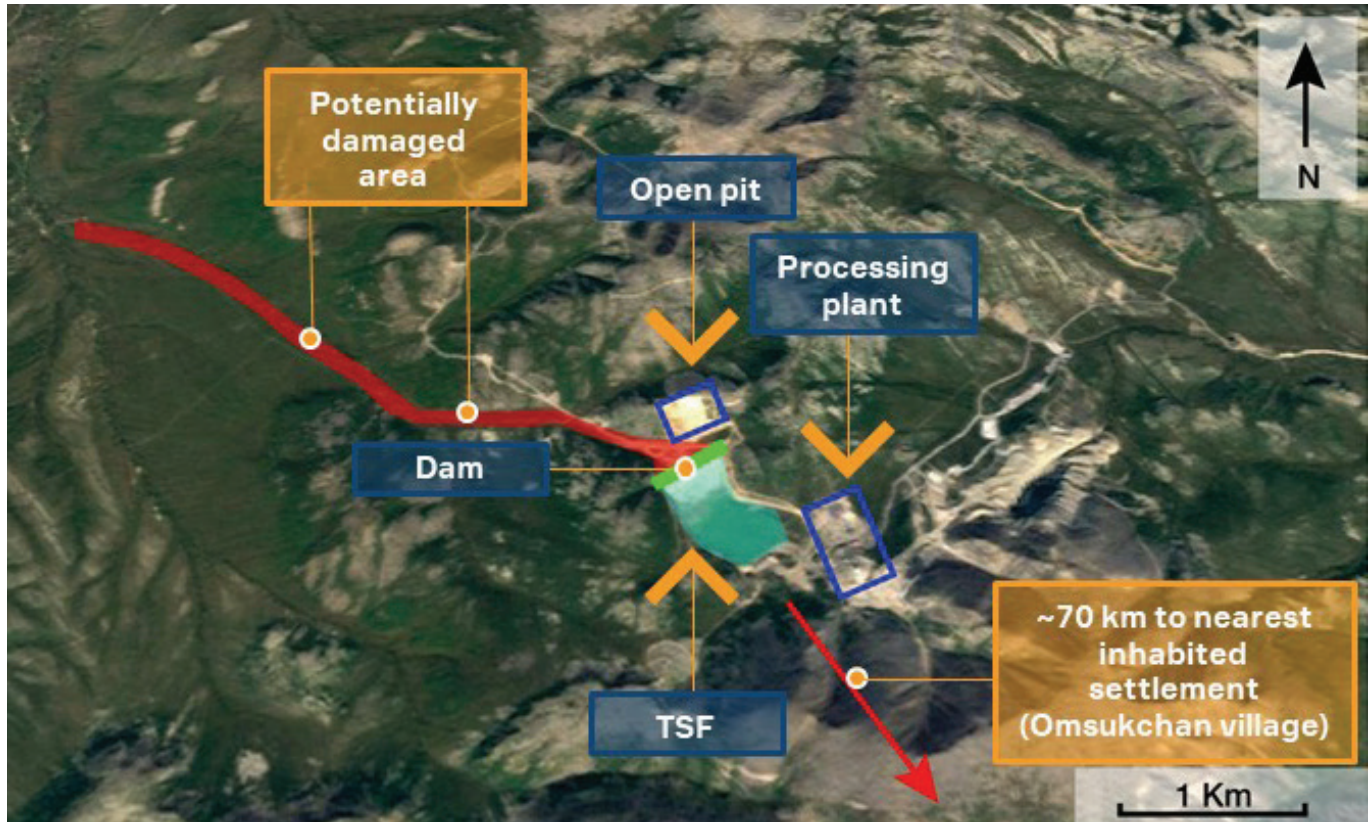 Potentially
damaged
area
Open pit
N
Processing
plant
Dam
~70 km to nearest
inhabited
settlement
(Omsukchan village)
TSF
1 Km